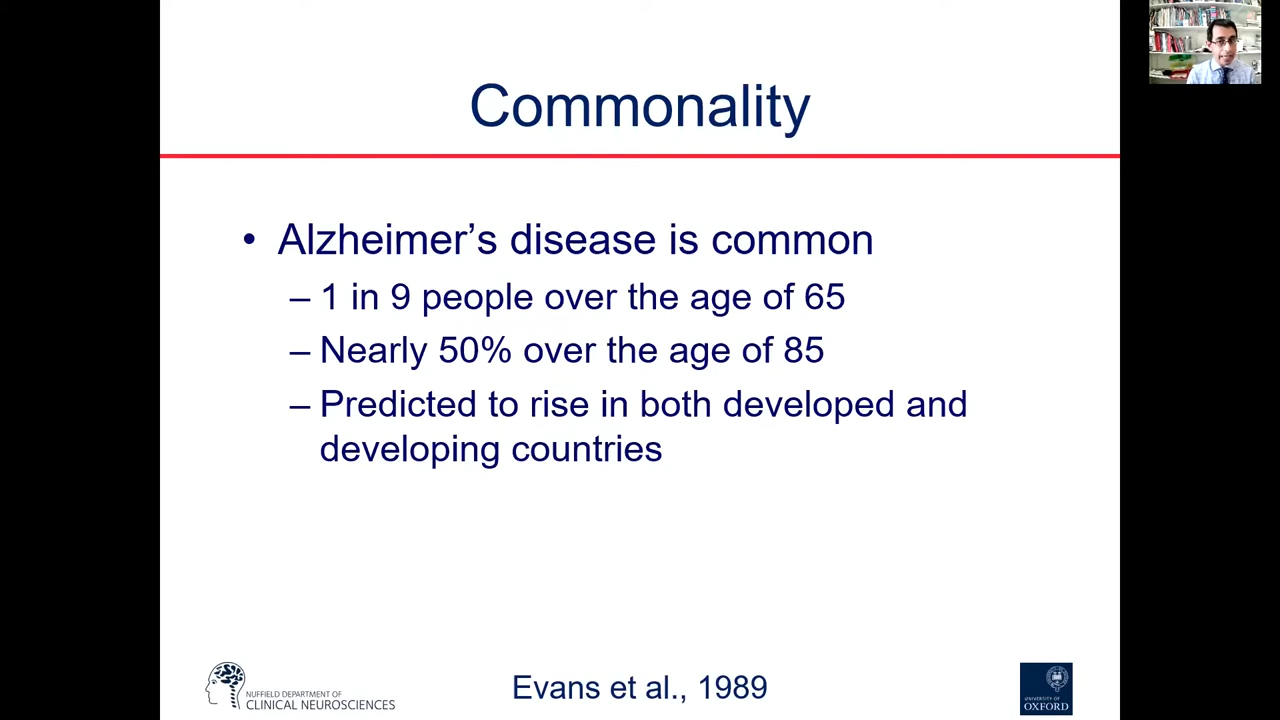 Commonality
• Alzheimer’s disease is common
– 1 in 9 people over the age of 65
– Nearly 50% over the age of 85
– Predicted to rise in both developed and
developing countries
NUFFIELD DEPARTMENT OF
CLINICAL NEUROSCIENCES
Evans et al., 1989
UNIVERSITY OF
OXFORD